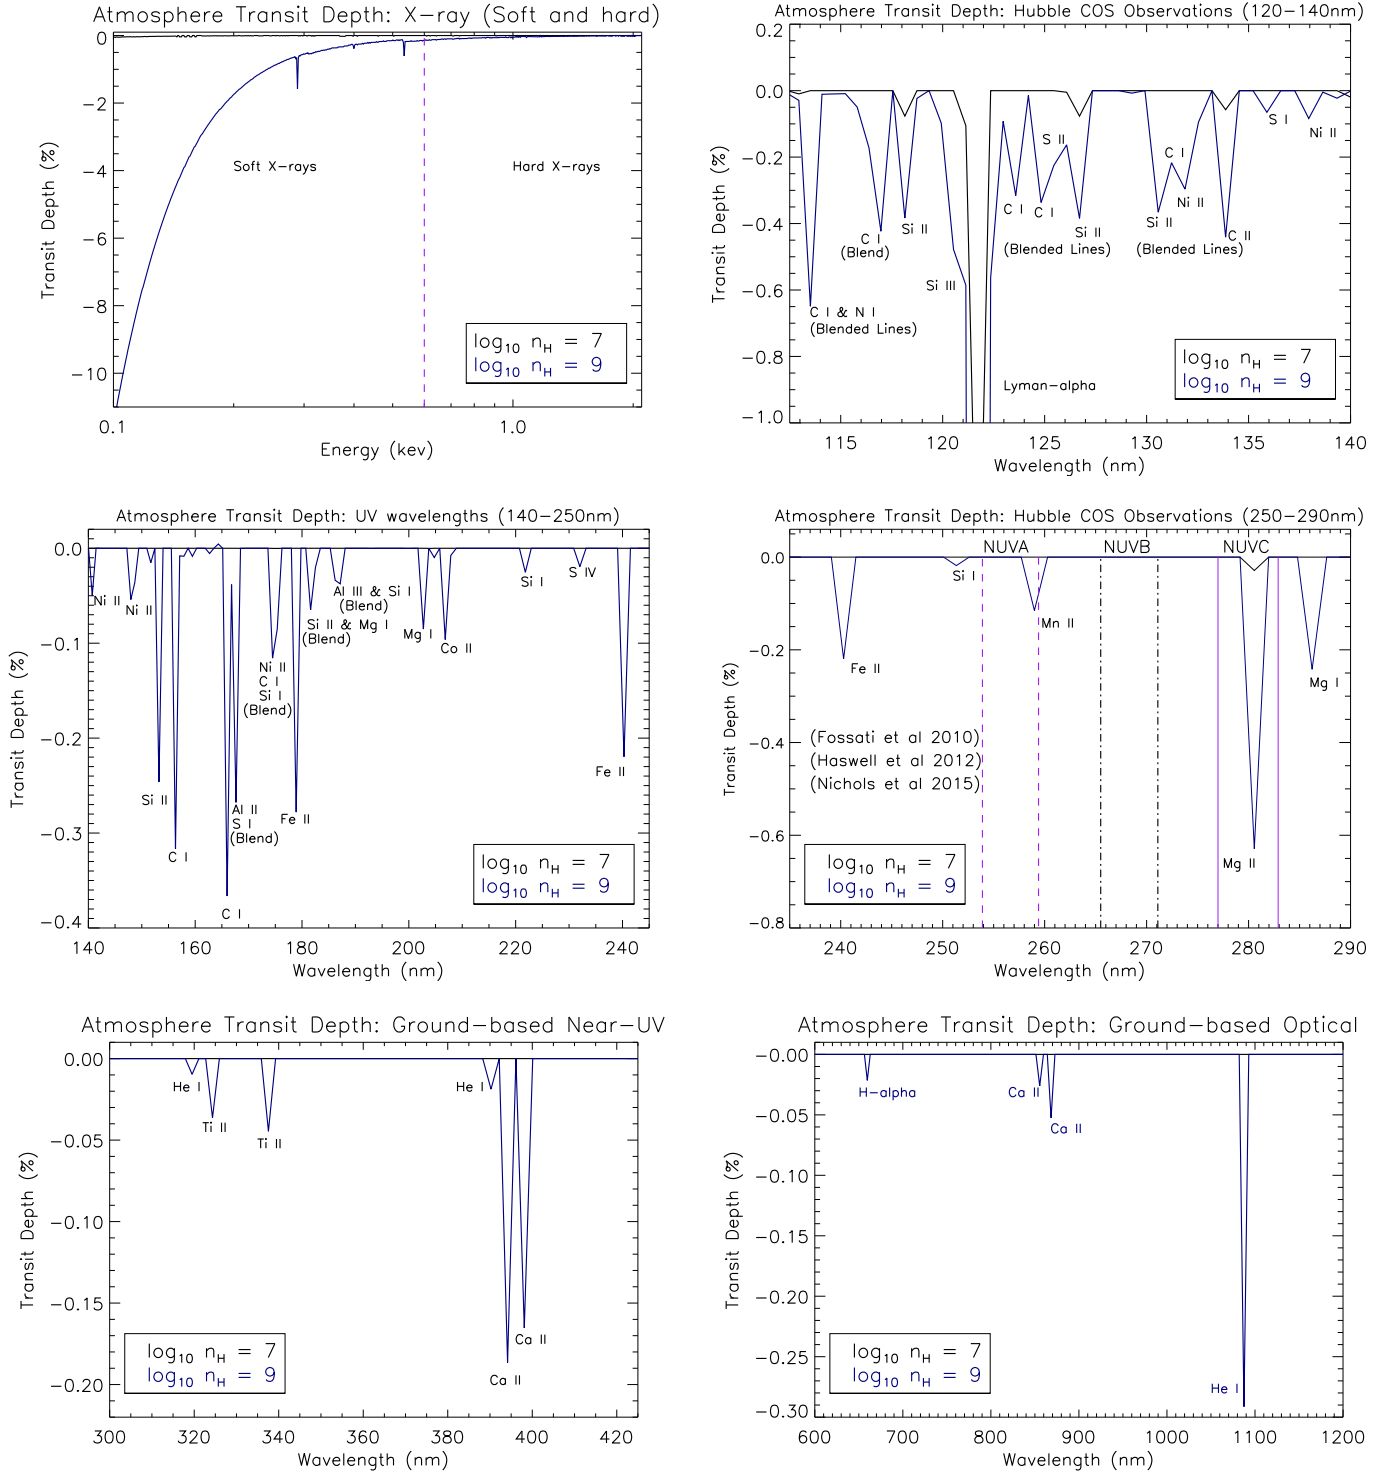 Atmosphere Transit Depth: X-ray (Soft and hard)
0
-2
-4
-6
-8
-10
Transit Depth (%)
Soft X-rays
Hard X-rays
log10 nH = 7
log10 nH = 9
0.1
1.0
Energy (kev)
Atmosphere Transit Depth: Hubble COS Observations (120-140nm)
0.2
0.0
-0.2
-0.4
-0.6
-0.8
-1.0
Transit Depth (%)
C I & N I
(Blended Lines)
C I
(Blend)
Si II
Si III
Lyman-alpha
C I
S II
C I
Si II
(Blended Lines)
C I
Ni II
Si II
(Blended Lines)
C II
S I
Ni II
log10 nH = 7
log10 nH = 9
115
120
125
130
135
140
Wavelength (nm)
Atmosphere Transit Depth: UV wavelengths (140-250nm)
0.0
-0.1
-0.2
-0.3
-0.4
Transit Depth (%)
Ni II
Ni II
Si II
C I
C I
Al II
S I
(Blend)
Ni II
C I
Si I
(Blend)
Fe II
Si II & Mg I
(Blend)
Al III & Si I
(Blend)
Mg I
Co II
Si I
S IV
Fe II
log10 nH = 7
log10 nH = 9
140
160
180
200
220
240
Wavelength (nm)
Atmosphere Transit Depth: Hubble COS Observations (250-290nm)
0.0
-0.2
-0.4
-0.6
-0.8
Transit Depth (%)
NUVA
NUVB
NUVC
Fe II
Si I
Mn II
Mg II
Mg I
(Fossati et al 2010)
(Haswell et al 2012)
(Nichols et al 2015)
log10 nH = 7
log10 nH = 9
240
250
260
270
280
290
Wavelength (nm)
Atmosphere Transit Depth: Ground-based Near-UV
0.00
-0.05
-0.10
-0.15
-0.20
Transit Depth (%)
He I
Ti II
Ti II
He I
Ca II
Ca II
log10 nH = 7
log10 nH = 9
300
320
340
360
380
400
420
Wavelength (nm)
Atmosphere Transit Depth: Ground-based Optical
-0.00
-0.05
-0.10
-0.15
-0.20
-0.25
-0.30
Transit Depth (%)
H-alpha
Ca II
Ca II
He I
log10 nH = 7
log10 nH = 9
600
700
800
900
1000
1100
1200
Wavelength (nm)